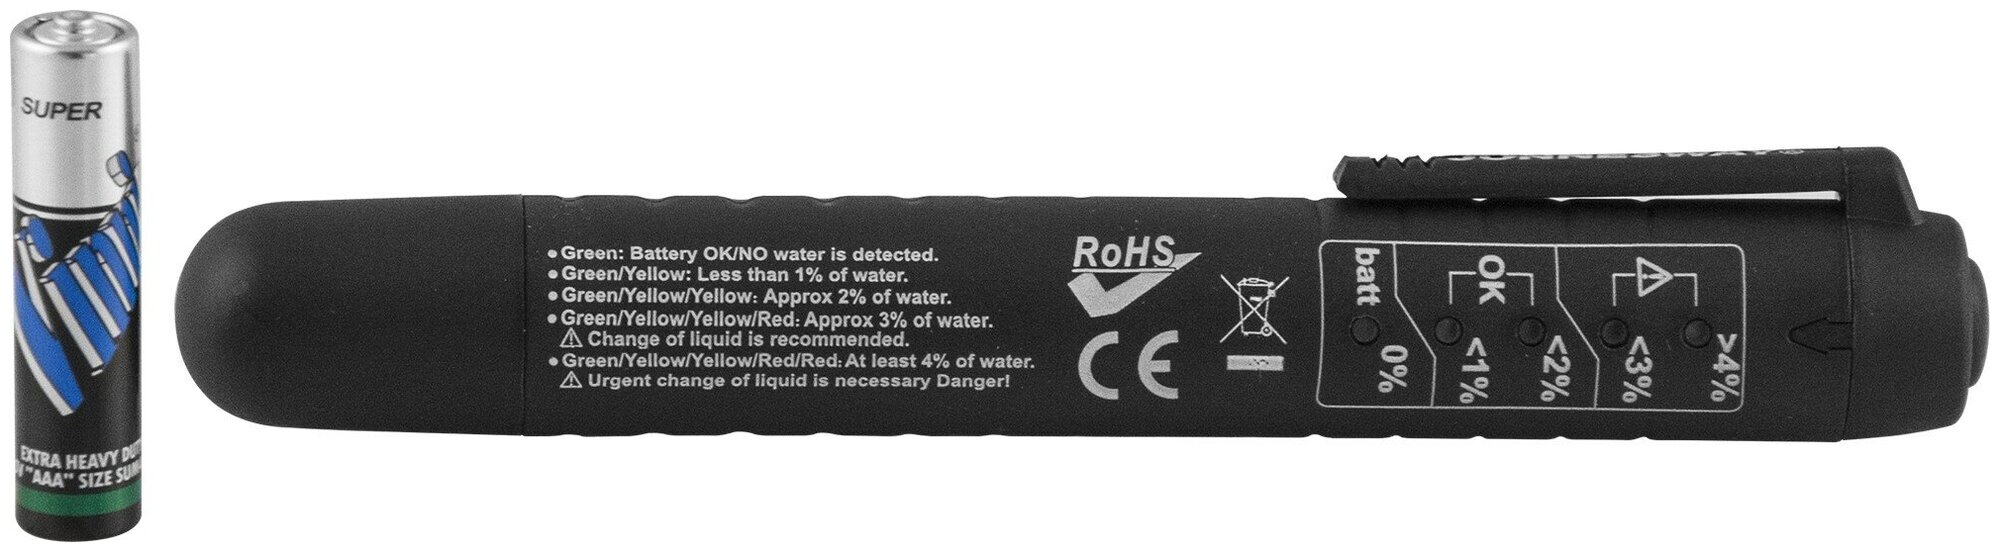 SUPER
EXTRA HEAVY
"AAA" SIZE
• Green: Battery OK/NO water is detected.
• Green/Yellow: Less than 1% of water.
• Green/Yellow/Yellow: Approx 2% of water.
• Green/Yellow/Yellow/Red: Approx 3% of water.
⚠ Change of liquid is recommended.
• Green/Yellow/Yellow/Red/Red: At least 4% of water.
⚠ Urgent change of liquid is necessary Danger!
RoHS
CE
batt
0%
OK
<1%
<2%
<3%
>4%